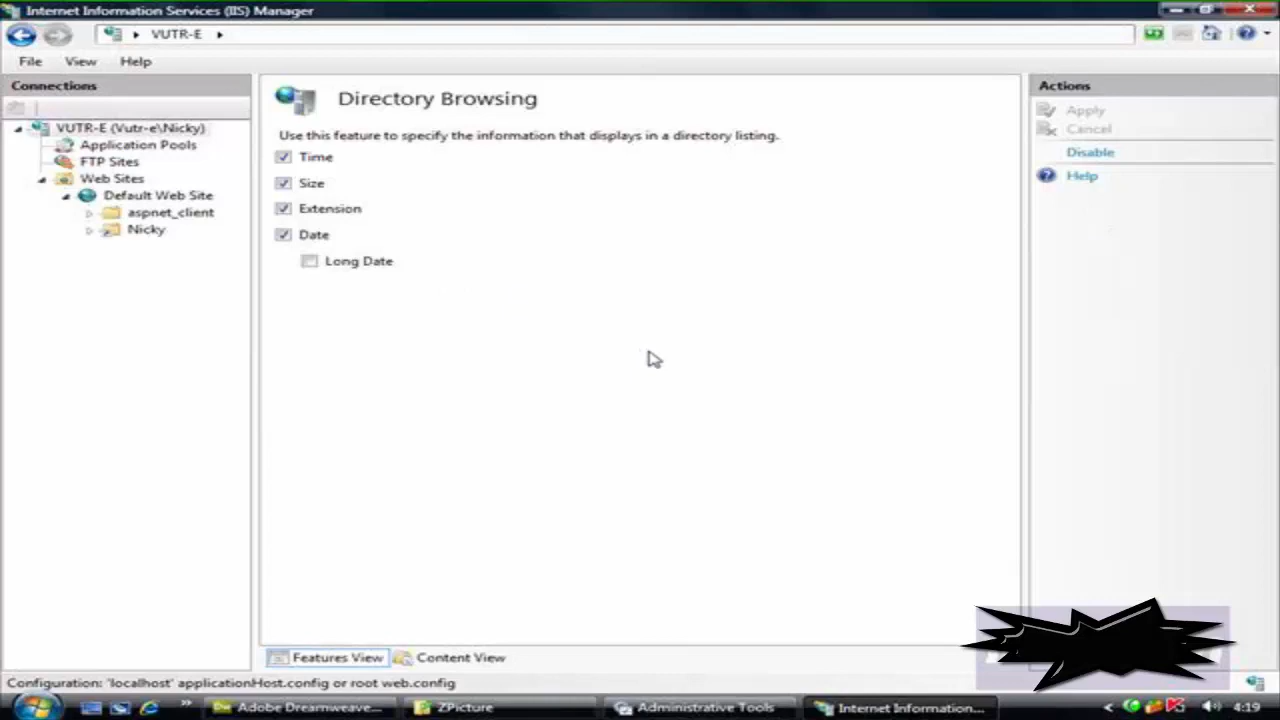 Internet Information Services (IIS) Manager
VUTR-E
File View Help
Connections
VUTR-E (Vutr-e\Nicky)
Application Pools
FTP Sites
Web Sites
Default Web Site
aspnet_client
Nicky
Directory Browsing
Use this feature to specify the information that displays in a directory listing.
Time
Size
Extension
Date
Long Date
Features View Content View
Actions
Apply
Cancel
Disable
Help
Configuration: 'localhost' applicationHost.config or root web.config
Adobe Dreamweave... ZPicture Administrative Tools Internet Information... 4:19